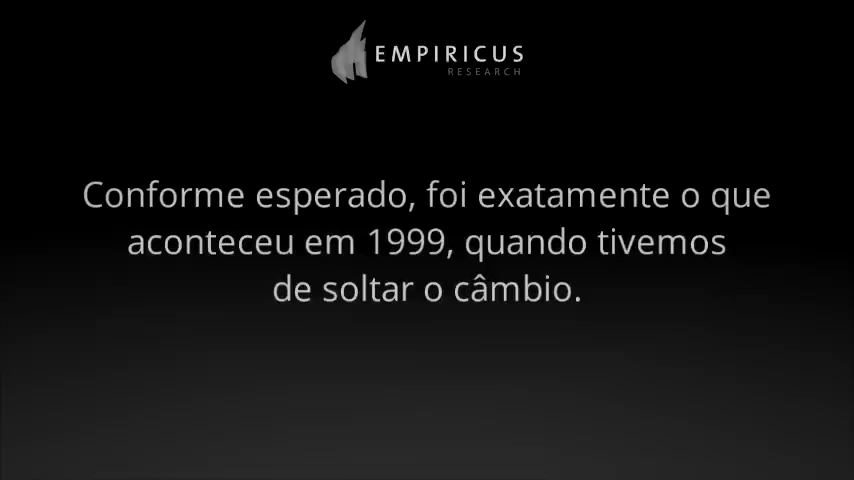 EMPIRICUS
RESEARCH
Conforme esperado, foi exatamente o que
aconteceu em 1999, quando tivemos
de soltar o câmbio.